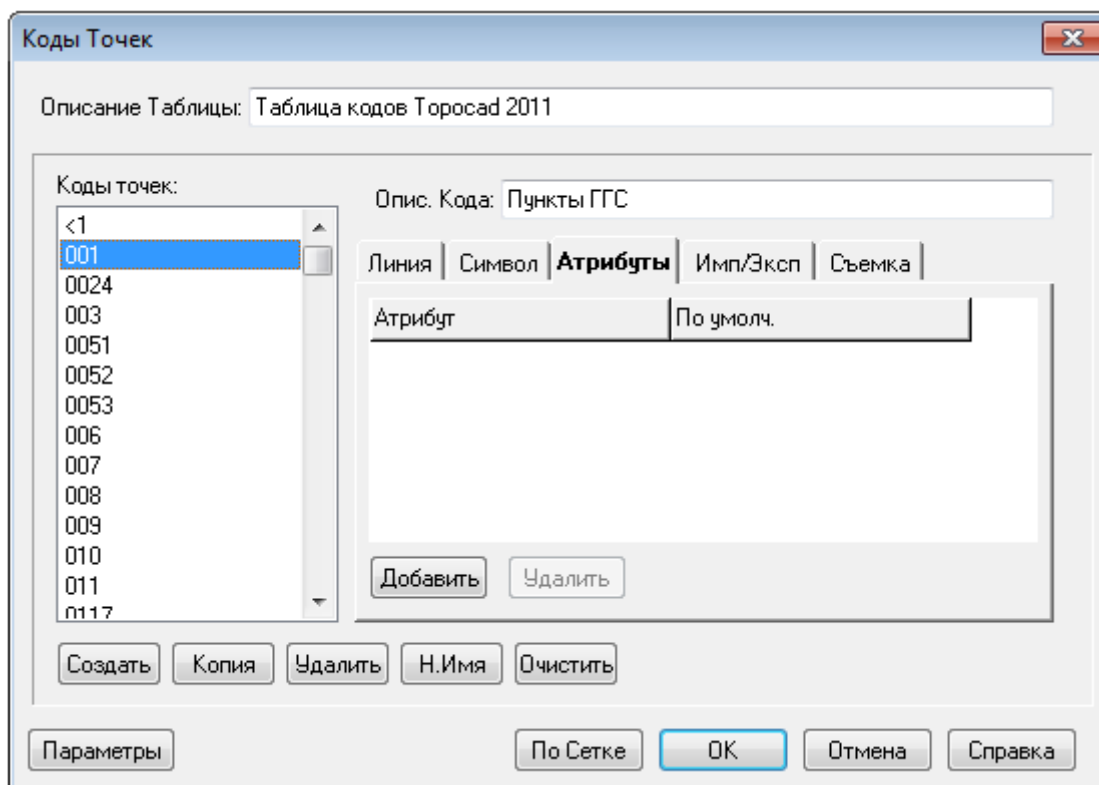 Коды Точек
Описание Таблицы: Таблица кодов Topocad 2011
Коды точек:
Опис. Кода: Пункты ГГС
<1
001
0024
003
0051
0052
0053
006
007
008
009
010
011
0117
Линия Символ Атрибуты Имп/Эксп Съемка
Атрибут По умолч.
Добавить Удалить
Создать Копия Удалить Н.Имя Очистить
Параметры По Сетке OK Отмена Справка